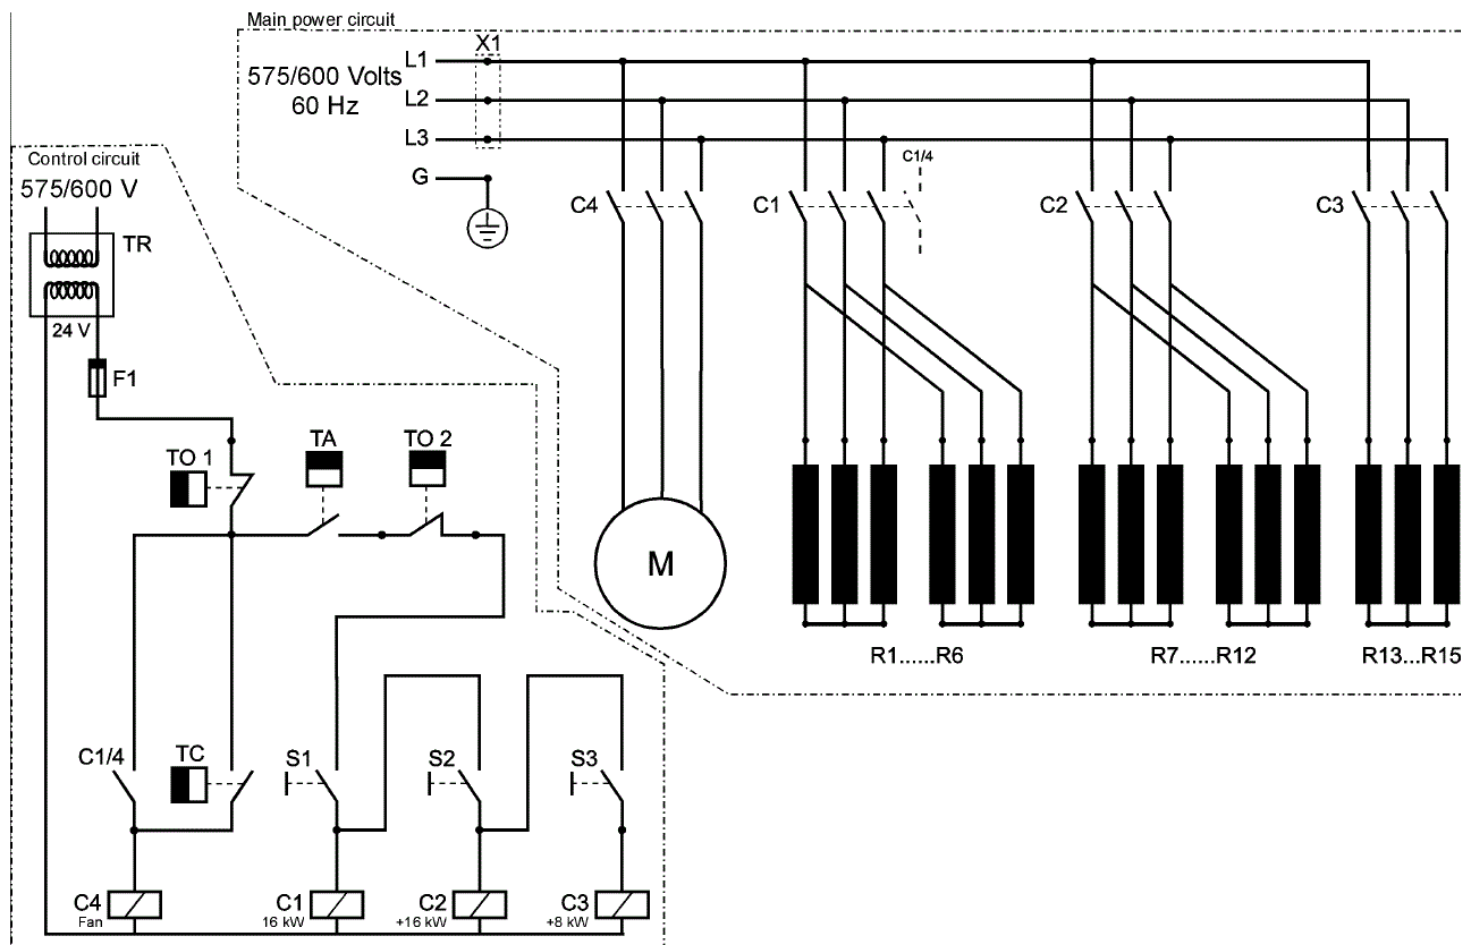 Main power circuit
X1
L1
575/600 Volts
L2
60 Hz
L3
Control circuit
C1/4
575/600 V
G
C4
C1
C2
C3
TR
24 V
F1
TA
TO 2
TO 1
M
R1......R6
R7......R12
R13...R15
C1/4
TC
S1
S2
S3
C4
Fan
C1
16 kW
C2
+16 kW
C3
+8 kW